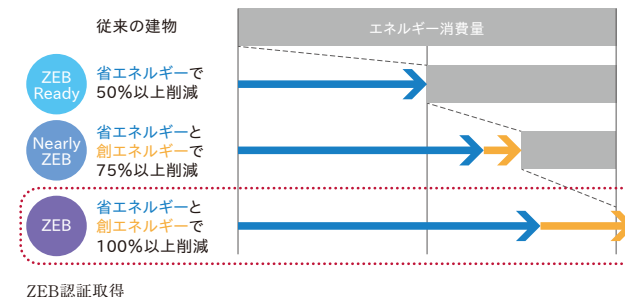 従来の建物
エネルギー消費量
ZEB
Ready
省エネルギーで
50%以上削減
Nearly
ZEB
省エネルギーと
創エネルギーで
75%以上削減
ZEB
省エネルギーと
創エネルギーで
100%以上削減
ZEB認証取得